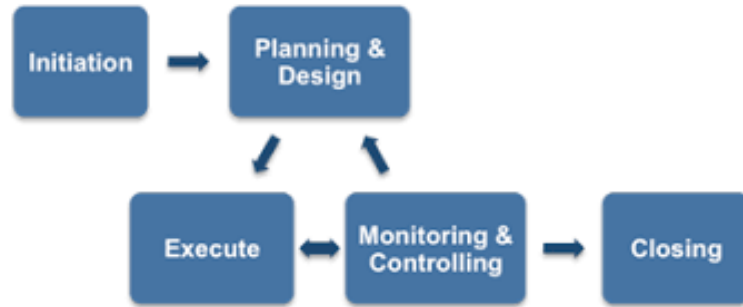 Initiation
Planning &
Design
Execute
Monitoring &
Controlling
Closing